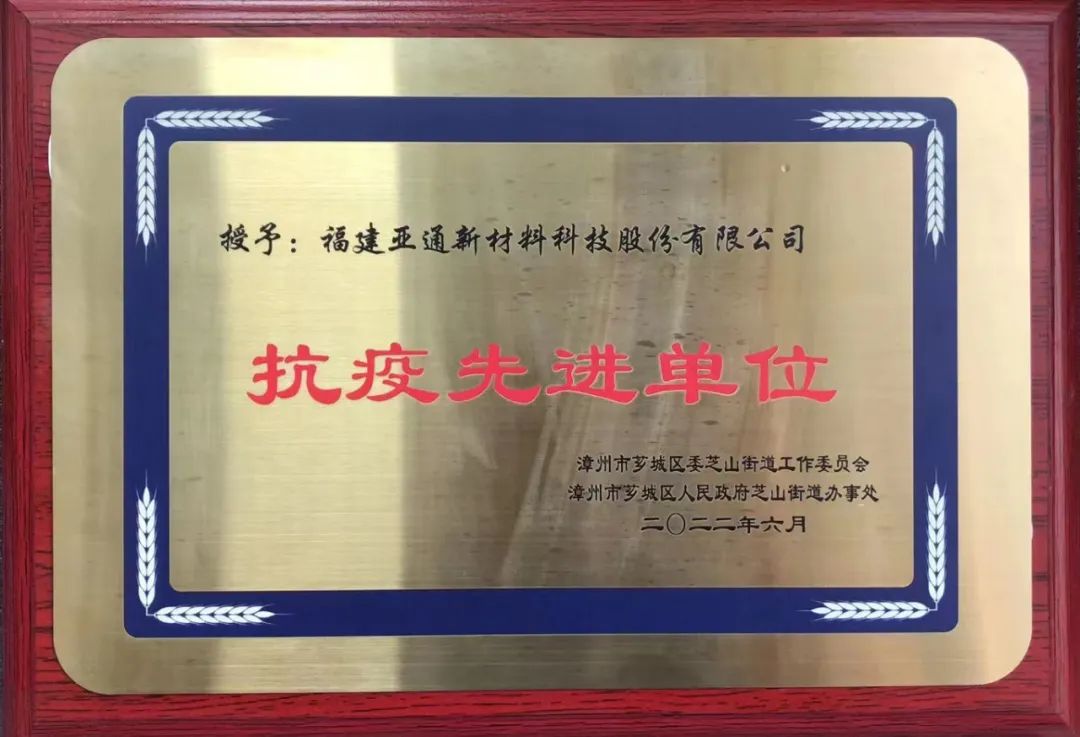 授予：福建亚通新材料科技股份有限公司
抗疫先进单位
漳州市芗城区委芝山街道工作委员会
漳州市芗城区人民政府芝山街道办事处
二〇二二年六月